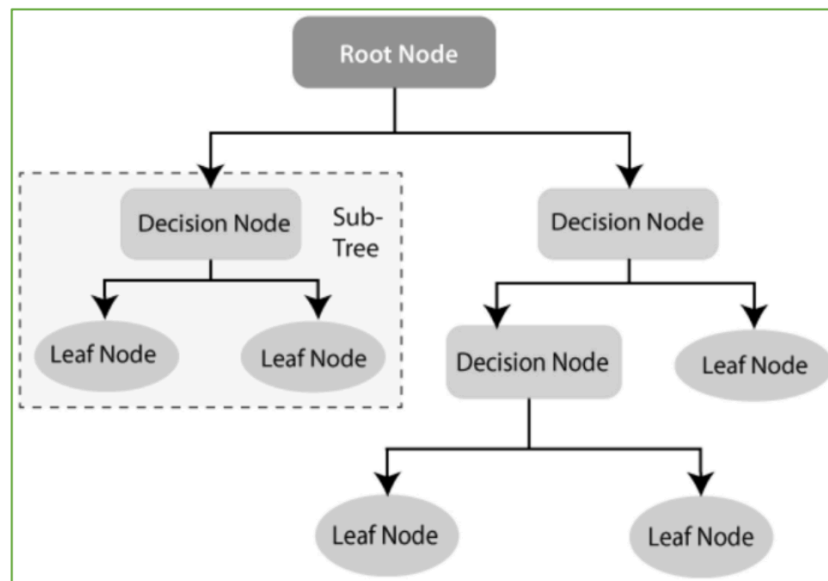 Root Node
Decision Node
Sub-
Tree
Decision Node
Leaf Node
Leaf Node
Decision Node
Leaf Node
Leaf Node
Leaf Node